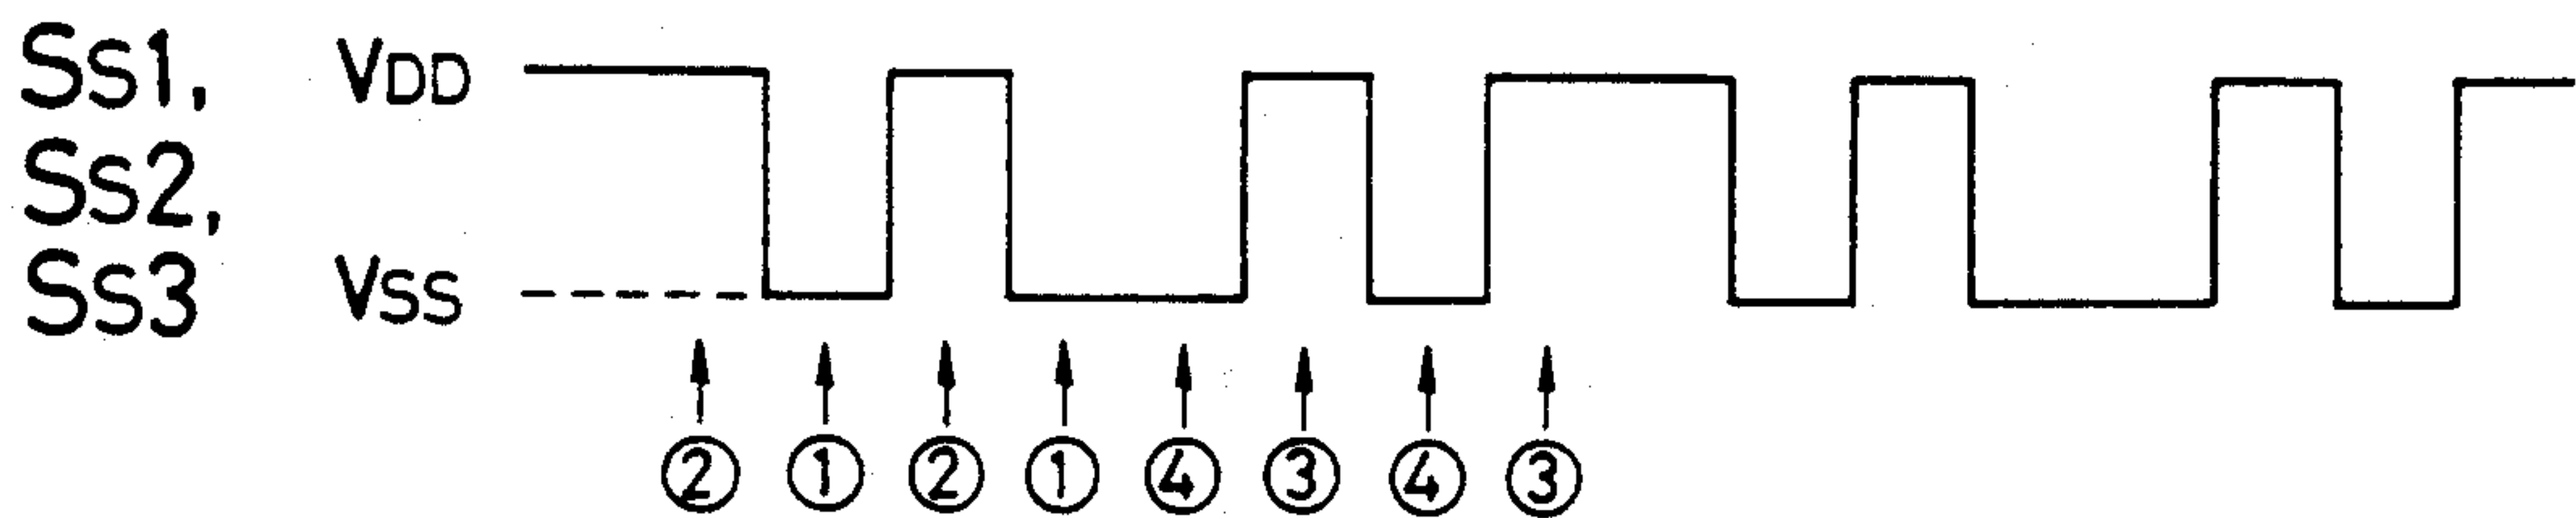 Ss1, VDD
Ss2,
Ss3 VSS
② ① ② ① ④ ③ ④ ③